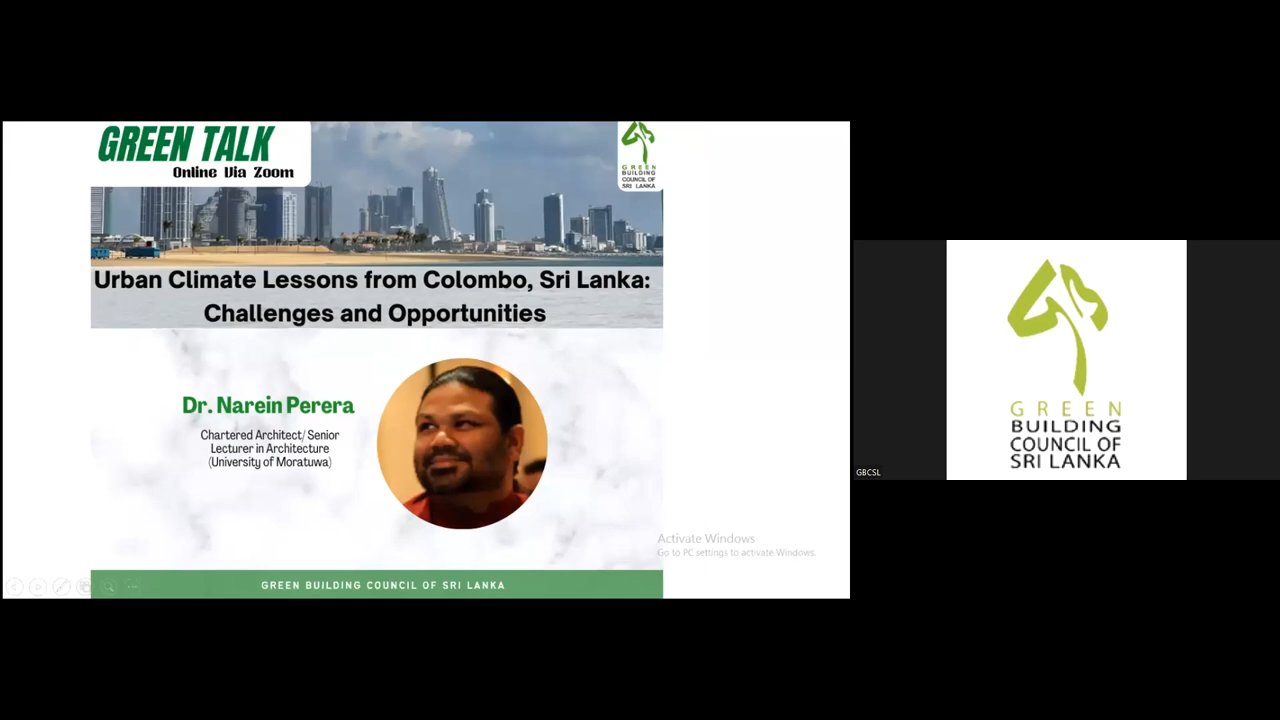 GREEN TALK
Online Via Zoom
GREEN
BUILDING
COUNCIL OF
SRI LANKA
Urban Climate Lessons from Colombo, Sri Lanka:
Challenges and Opportunities
Dr. Narein Perera
Chartered Architect/ Senior
Lecturer in Architecture
(University of Moratuwa)
Activate Windows
Go to PC settings to activate Windows.
GREEN BUILDING COUNCIL OF SRI LANKA
GREEN
BUILDING
COUNCIL OF
SRI LANKA
GBCSL